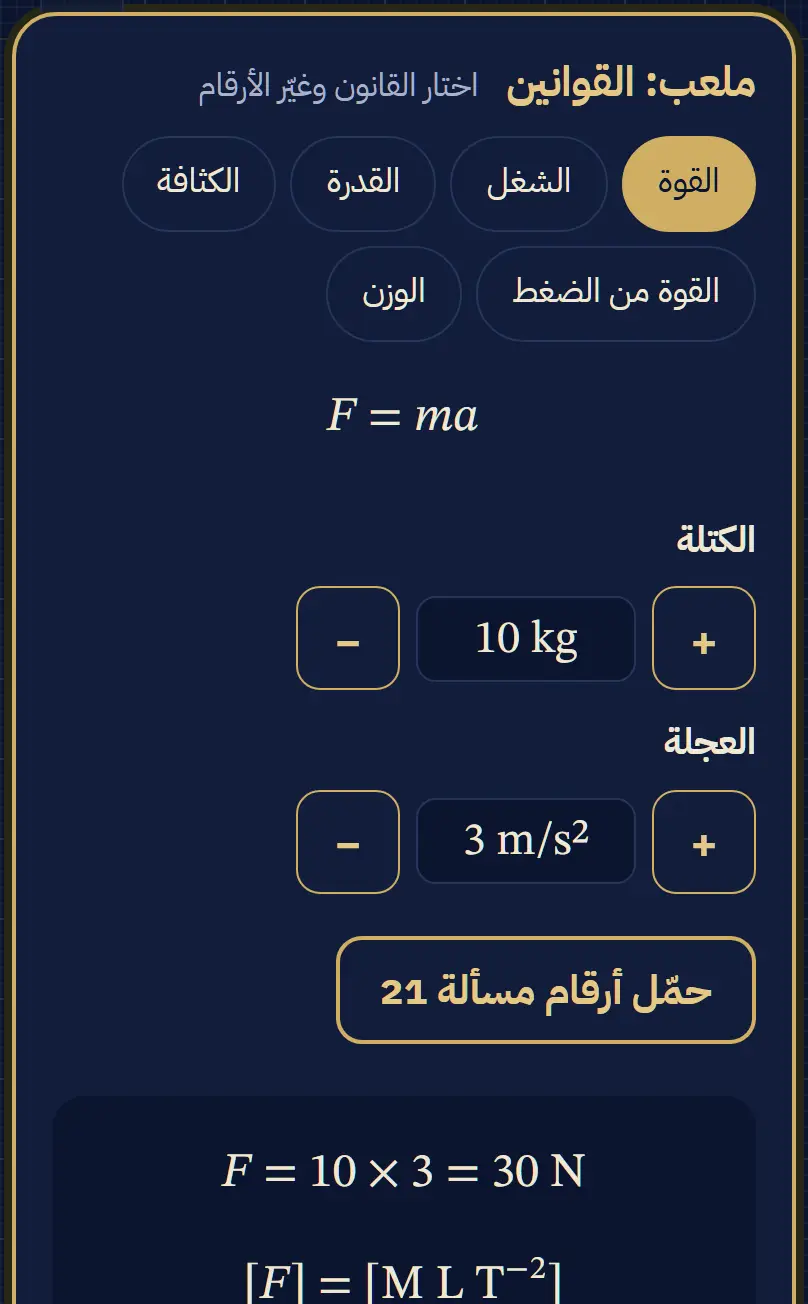 ملعب: القوانين اختار القانون وغيّر الأرقام
القوة الشغل القدرة الكثافة
القوة من الضغط الوزن
F = ma
الكتلة
+ 10 kg −
العجلة
+ 3 m/s² −
حمّل أرقام مسألة 21
F = 10 × 3 = 30 N
[F] = [M L T⁻²]